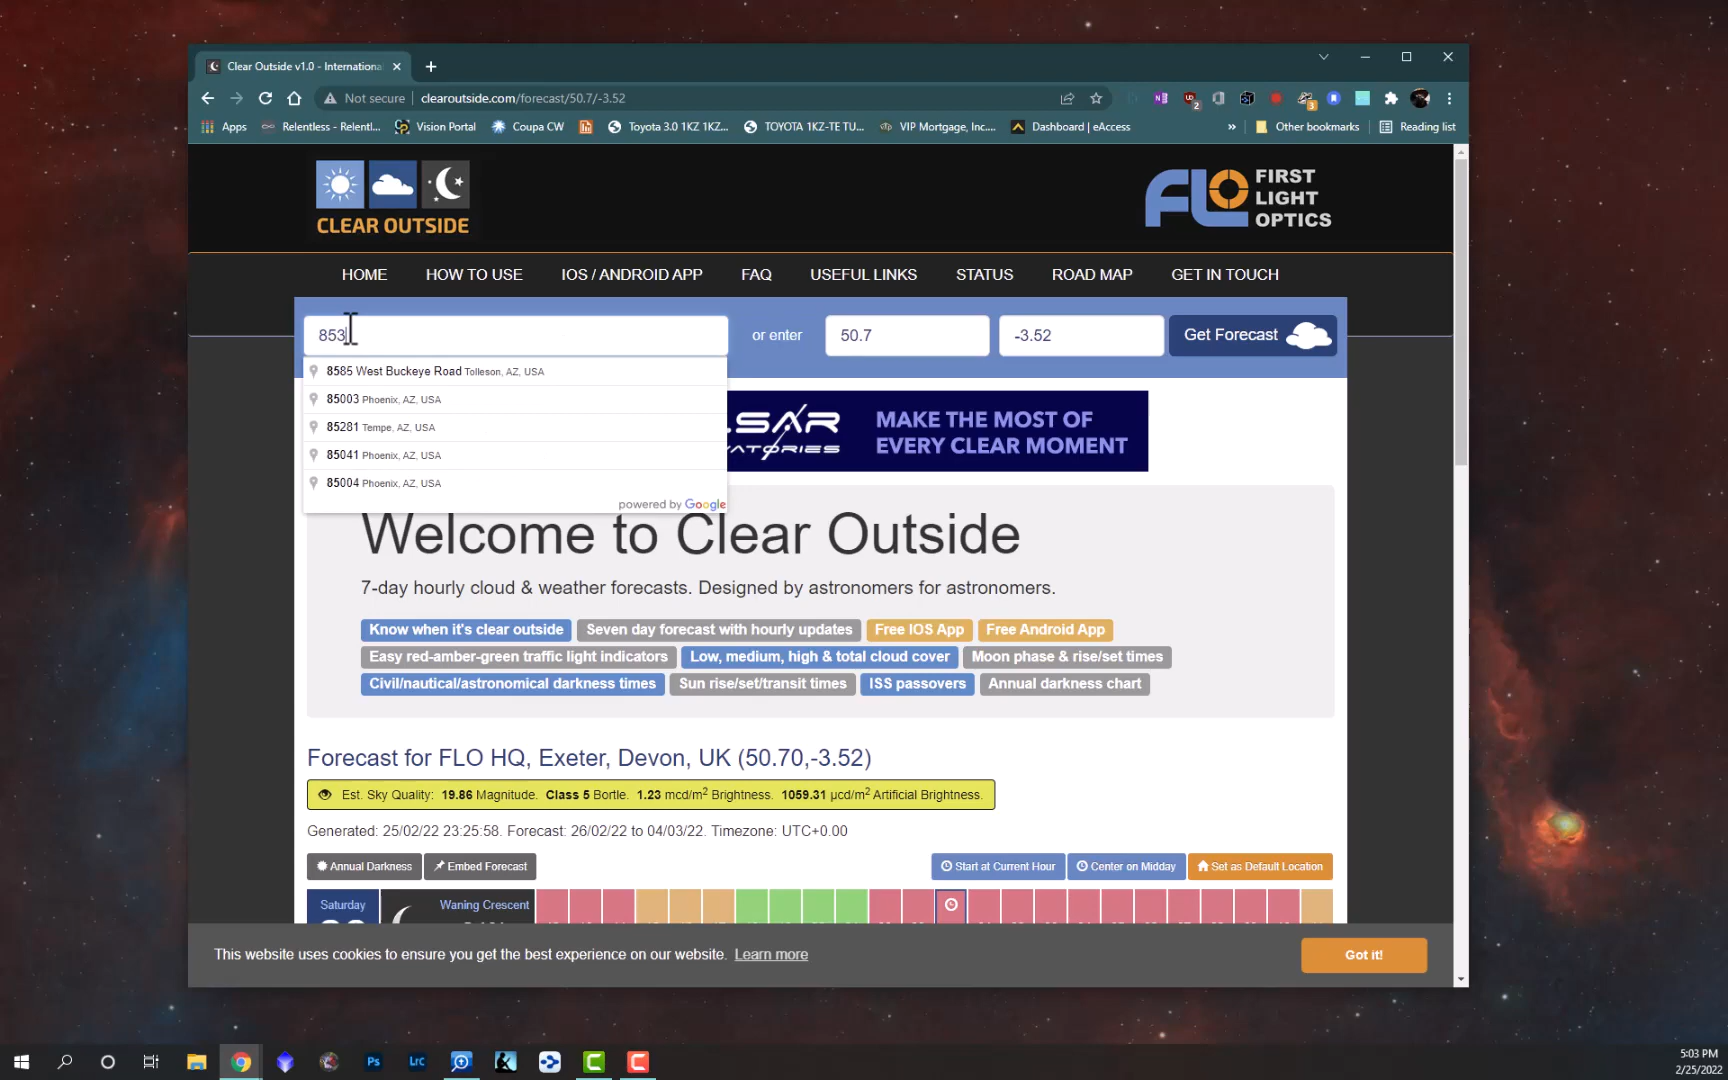 Clear Outside v1.0 - Internationa
Not secure clearoutside.com/forecast/50.7/-3.52
Apps Relentless - Relentl... Vision Portal Coupa CW Toyota 3.0 1KZ 1KZ... TOYOTA 1KZ-TE TU... VIP Mortgage, Inc.... Dashboard | eAccess » Other bookmarks Reading list
CLEAR OUTSIDE
FLO FIRST
LIGHT
OPTICS
HOME HOW TO USE IOS / ANDROID APP FAQ USEFUL LINKS STATUS ROAD MAP GET IN TOUCH
853 or enter 50.7 -3.52 Get Forecast
8585 West Buckeye Road Tolleson, AZ, USA
85003 Phoenix, AZ, USA
85281 Tempe, AZ, USA
85041 Phoenix, AZ, USA
85004 Phoenix, AZ, USA
powered by Google
MAKE THE MOST OF
EVERY CLEAR MOMENT
Welcome to Clear Outside
7-day hourly cloud & weather forecasts. Designed by astronomers for astronomers.
Know when it's clear outside Seven day forecast with hourly updates Free IOS App Free Android App
Easy red-amber-green traffic light indicators Low, medium, high & total cloud cover Moon phase & rise/set times
Civil/nautical/astronomical darkness times Sun rise/set/transit times ISS passovers Annual darkness chart
Forecast for FLO HQ, Exeter, Devon, UK (50.70,-3.52)
Est. Sky Quality: 19.86 Magnitude. Class 5 Bortle. 1.23 mcd/m² Brightness. 1059.31 μcd/m² Artificial Brightness.
Generated: 25/02/22 23:25:58. Forecast: 26/02/22 to 04/03/22. Timezone: UTC+0.00
Annual Darkness Embed Forecast Start at Current Hour Center on Midday Set as Default Location
Saturday Waning Crescent
This website uses cookies to ensure you get the best experience on our website. Learn more Got it!
Ps LrC
5:03 PM
2/25/2022